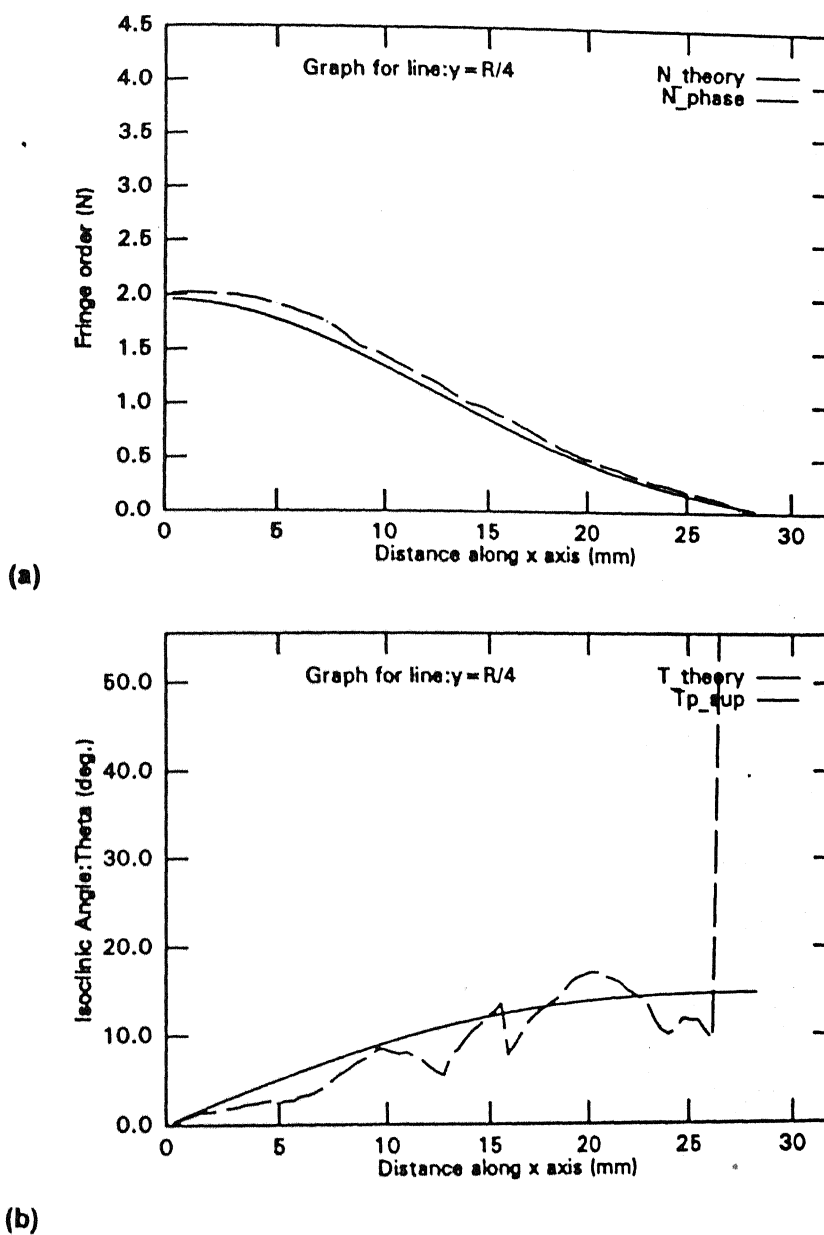 4.5
Graph for line:y=R/4
N_theory
N_phase
4.0
3.5
3.0
2.5
2.0
1.5
1.0
0.5
0.0
Fringe order (N)
0 5 10 15 20 25 30
Distance along x axis (mm)
(a)
Graph for line:y=R/4
T_theory
Tp_sup
50.0
40.0
30.0
20.0
10.0
0.0
Isoclinic Angle:Theta (deg.)
0 5 10 15 20 25 30
Distance along x axis (mm)
(b)